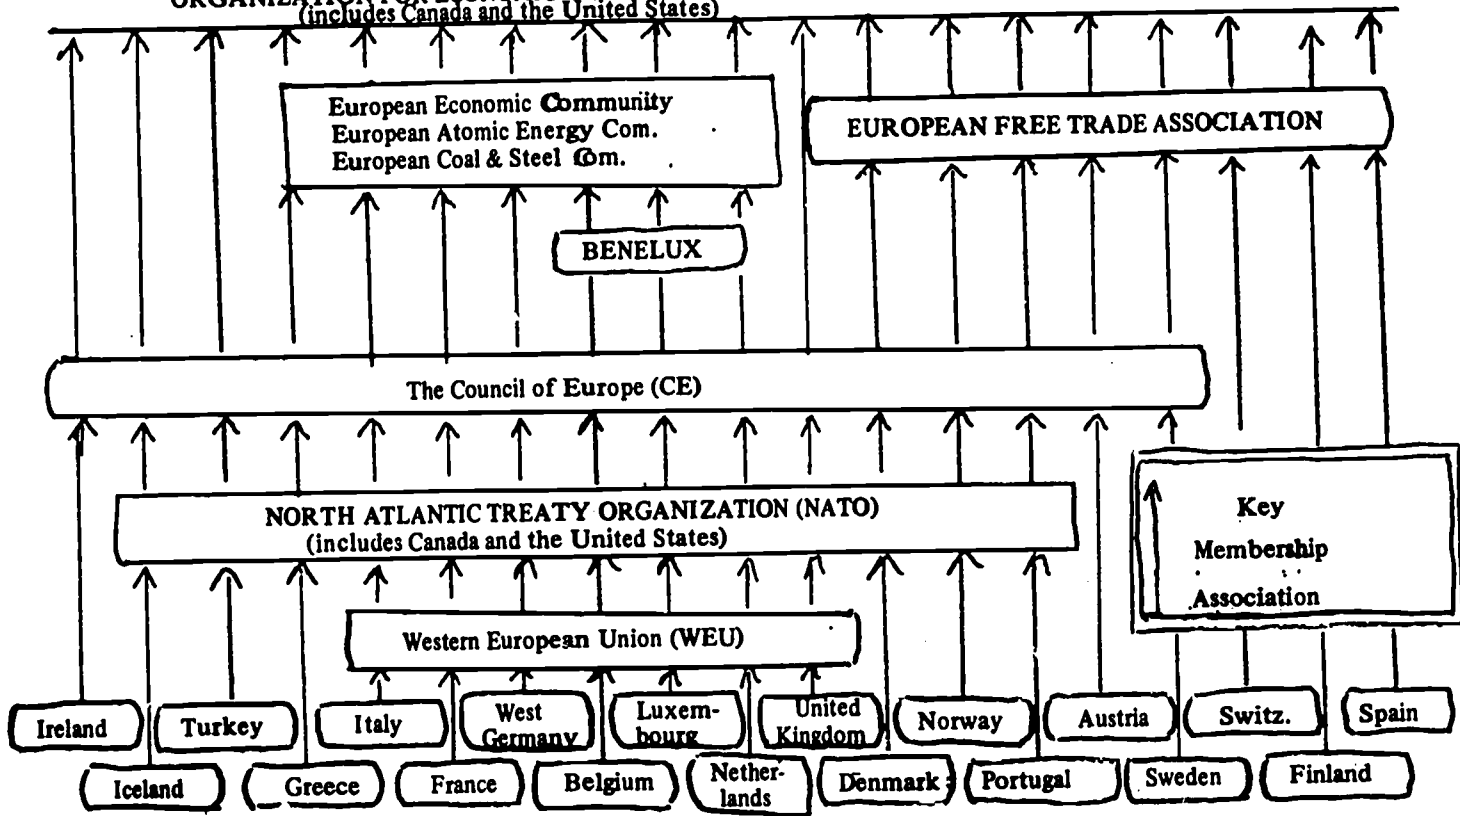 (includes Canada and the United States)
European Economic Community
European Atomic Energy Com.
European Coal & Steel Com.
EUROPEAN FREE TRADE ASSOCIATION
BENELUX
The Council of Europe (CE)
NORTH ATLANTIC TREATY ORGANIZATION (NATO)
(includes Canada and the United States)
Key
Membership
Association
Western European Union (WEU)
Ireland
Turkey
Italy
West
Germany
Luxem-
bourg
United
Kingdom
Norway
Austria
Switz.
Spain
Iceland
Greece
France
Belgium
Nether-
lands
Denmark
Portugal
Sweden
Finland